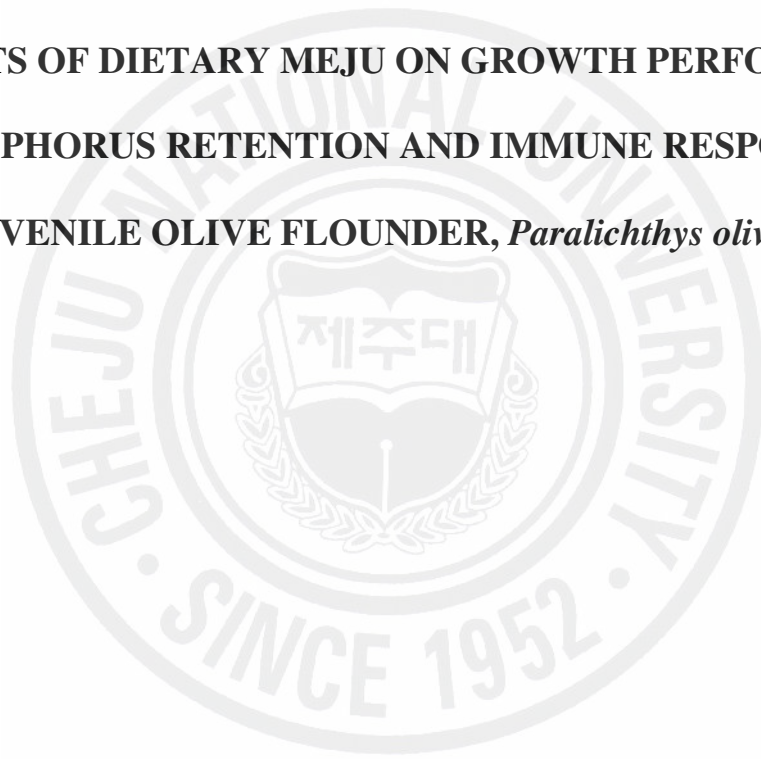 TS OF DIETARY MEJU ON GROWTH PERFO
PHORUS RETENTION AND IMMUNE RESP
VENILE OLIVE FLOUNDER, Paralichthys oliv
CHEJU NATIONAL UNIVERSITY
제주대
· SINCE 1952 ·